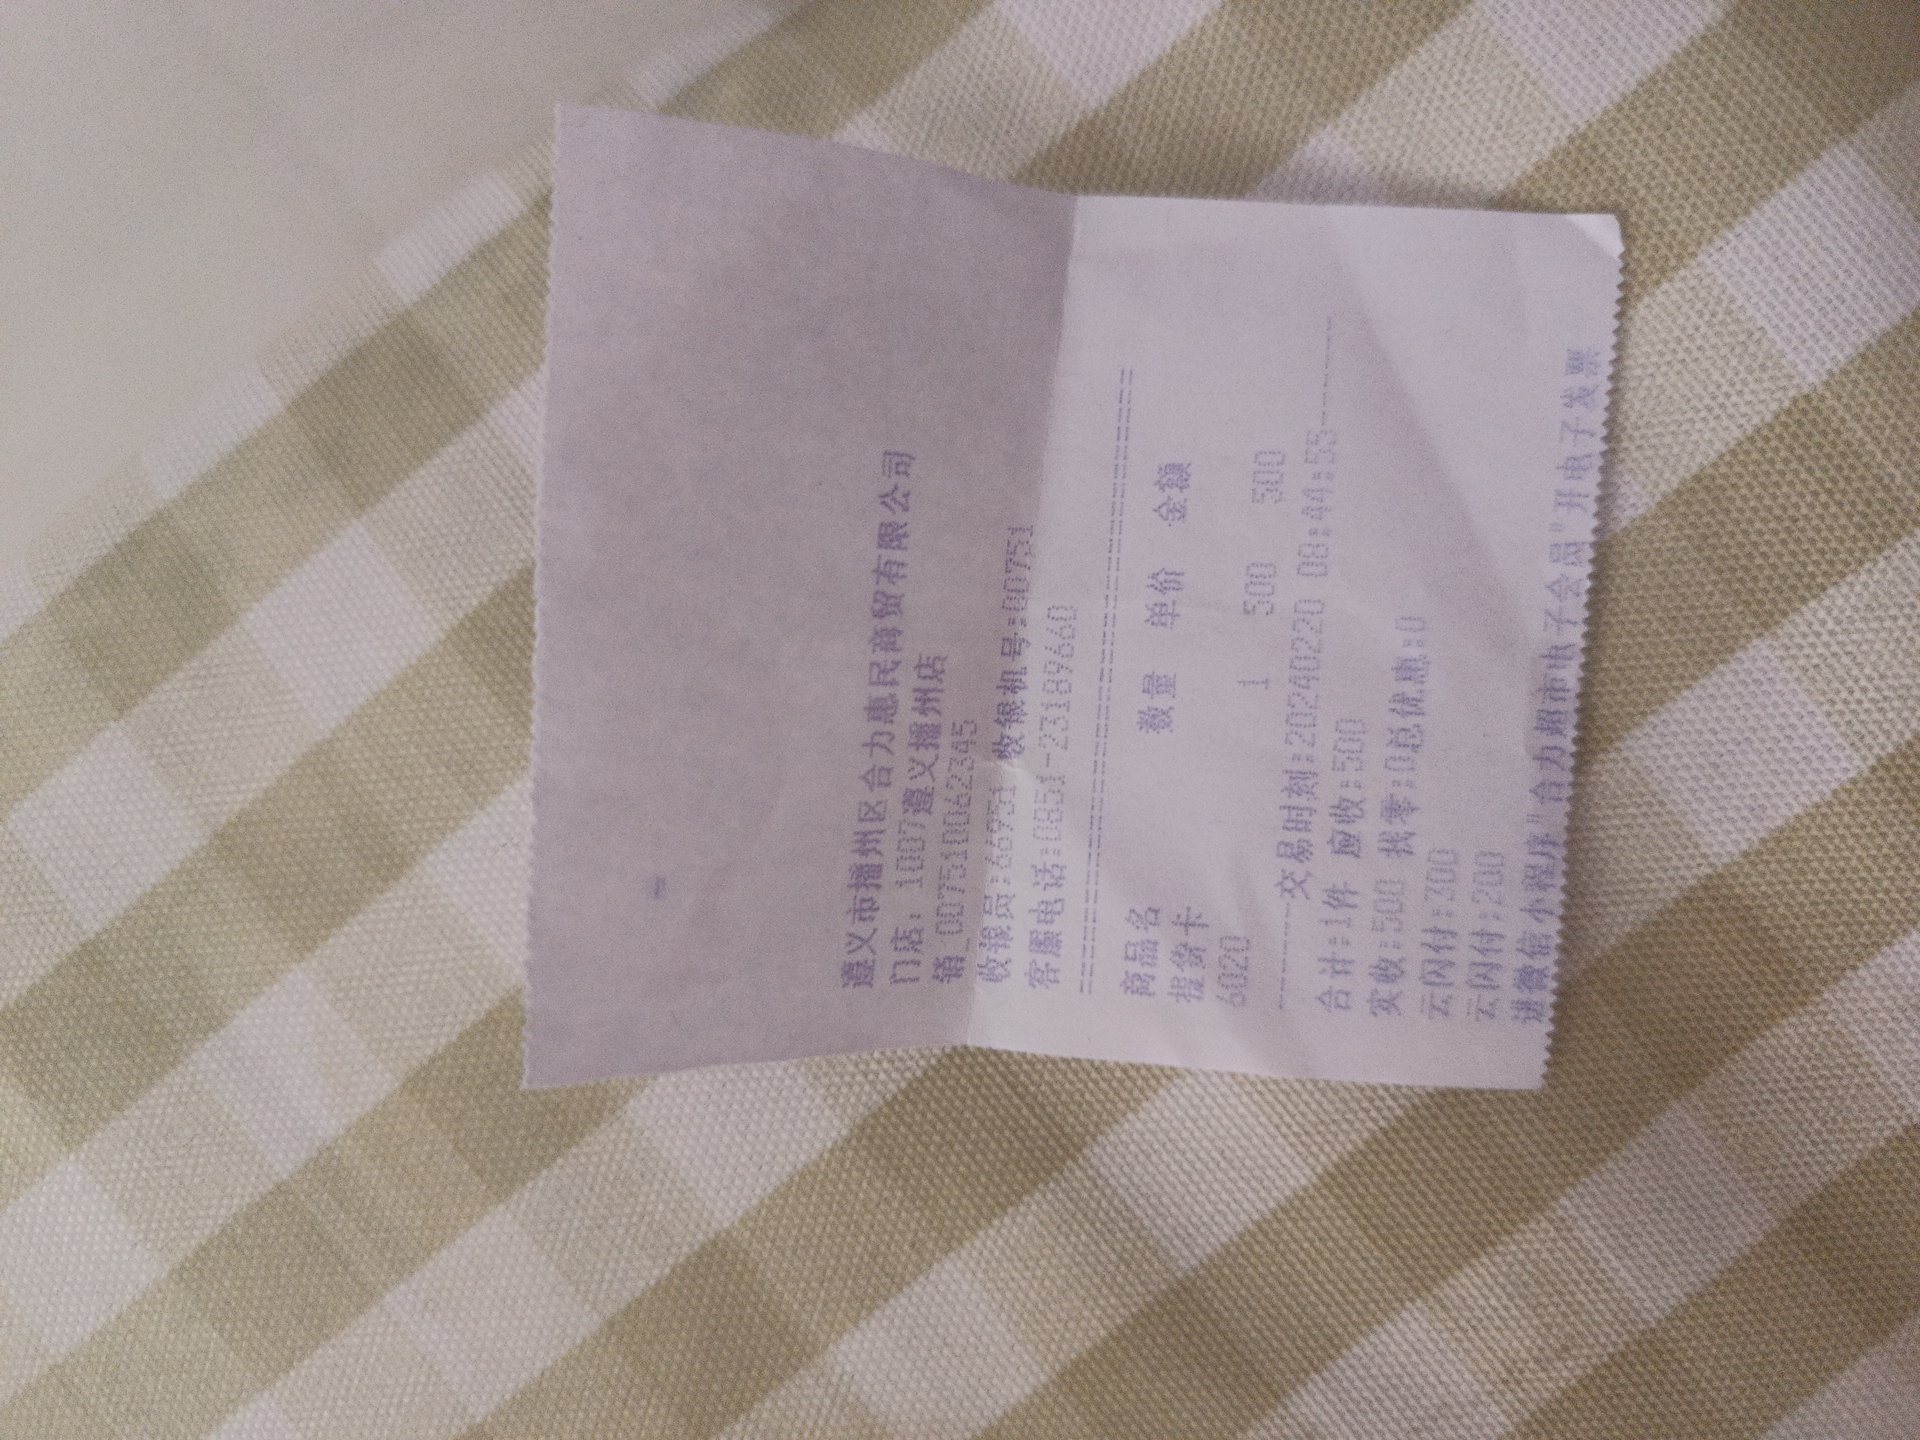 遵义市播州区合力惠民商贸有限公司
门店：1007遵义播州店
销_00751006​2345
收银员:66951 收银机号:00751
客服电话:0851-23189660
================================
商品名 数量 单价 金额
提货卡
6020 1 500 500
-------交易时刻:20240220 08:44:55-------
合计:1件 应收:500
实收:500 找零:0总优惠:0
云闪付:300
云闪付:200
进微信小程序"合力超市电子会员"开电子发票